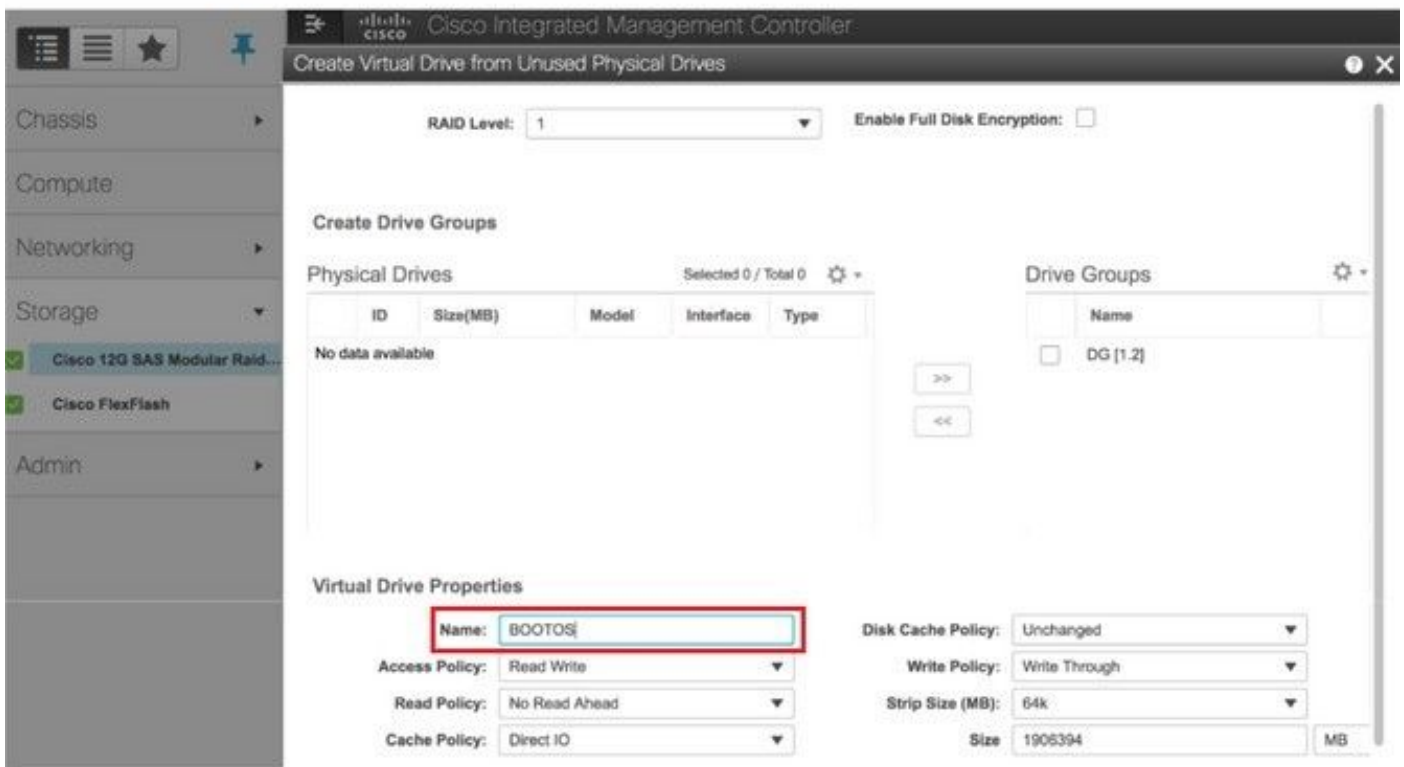 cisco Cisco Integrated Management Controller
Create Virtual Drive from Unused Physical Drives
Chassis
Compute
Networking
Storage
Cisco 12G SAS Modular Raid...
Cisco FlexFlash
Admin
RAID Level: 1
Enable Full Disk Encryption:
Create Drive Groups
Physical Drives Selected 0 / Total 0
ID Size(MB) Model Interface Type
No data available
>>
<<
Drive Groups
Name
DG [1.2]
Virtual Drive Properties
Name: BOOTOS
Disk Cache Policy: Unchanged
Access Policy: Read Write
Write Policy: Write Through
Read Policy: No Read Ahead
Strip Size (MB): 64k
Cache Policy: Direct IO
Size 1906394 MB